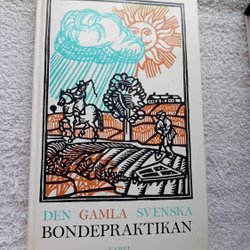 DEN GAMLA SVENSKA
BONDEPRAKTIKAN